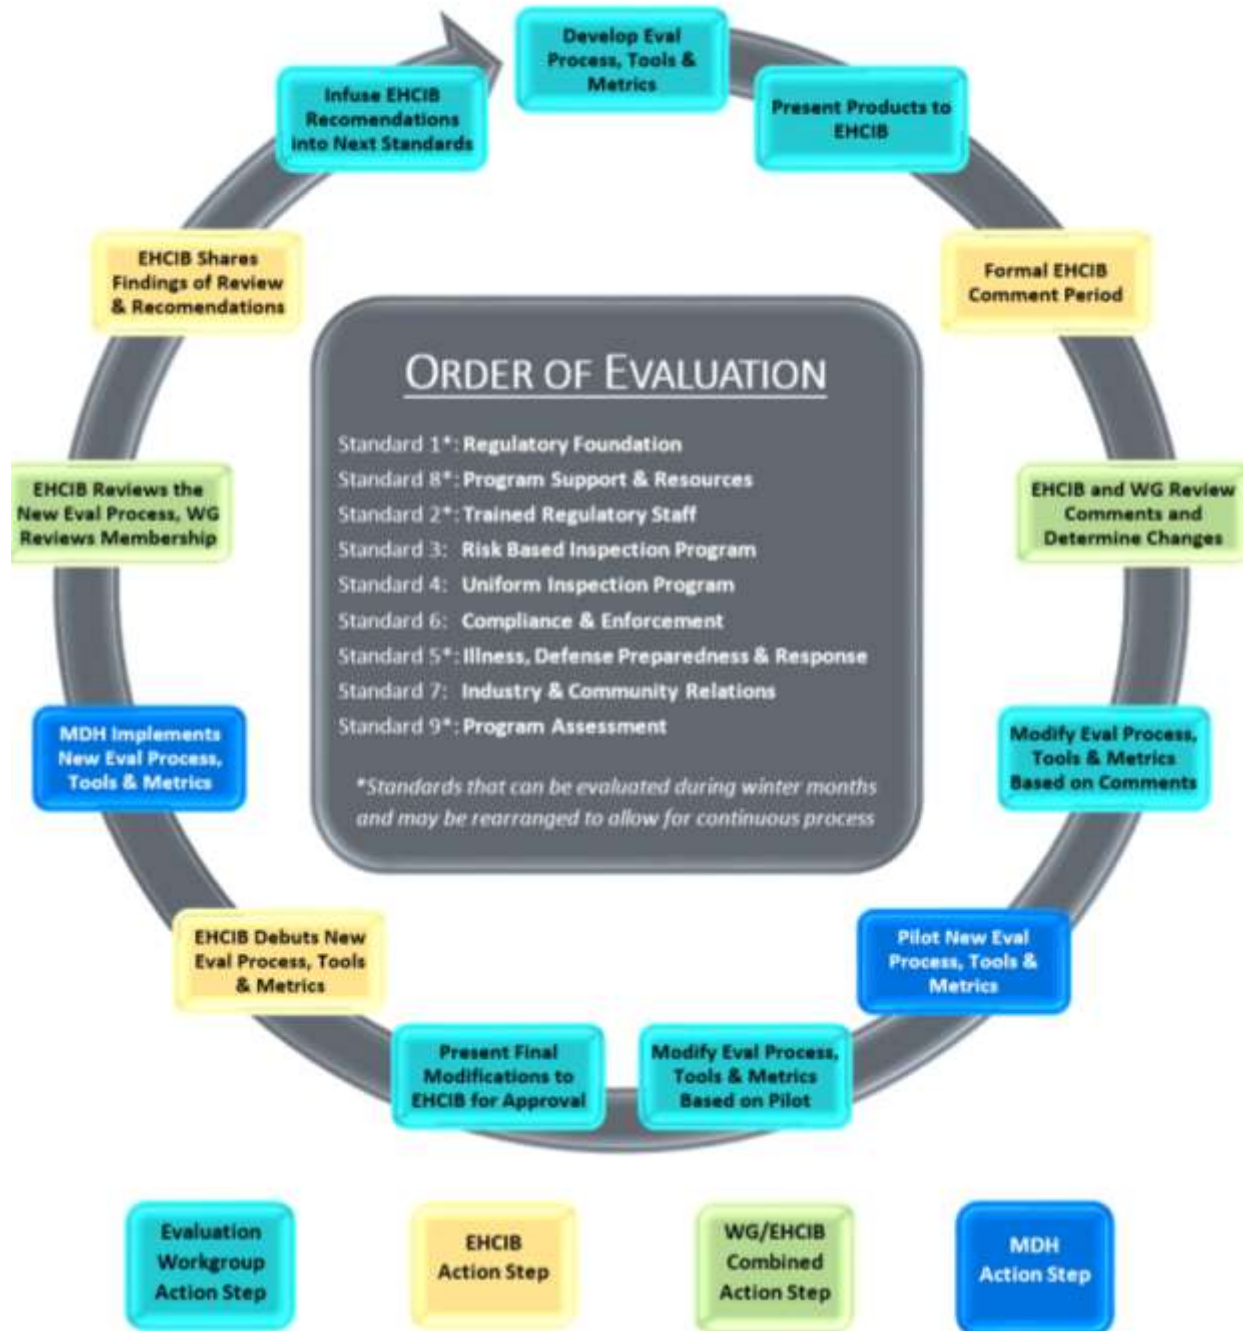 Develop Eval
Process, Tools &
Metrics
Present Products to
EHCIB
Formal EHCIB
Comment Period
EHCIB and WG Review
Comments and
Determine Changes
Modify Eval Process,
Tools & Metrics
Based on Comments
Pilot New Eval
Process, Tools &
Metrics
Modify Eval Process,
Tools & Metrics
Based on Pilot
Present Final
Modifications to
EHCIB for Approval
EHCIB Debuts New
Eval Process, Tools
& Metrics
MDH Implements
New Eval Process,
Tools & Metrics
EHCIB Reviews the
New Eval Process, WG
Reviews Membership
EHCIB Shares
Findings of Review
& Recomendations
Infuse EHCIB
Recomendations
into Next Standards
ORDER OF EVALUATION
Standard 1*: Regulatory Foundation
Standard 8*: Program Support & Resources
Standard 2*: Trained Regulatory Staff
Standard 3: Risk Based Inspection Program
Standard 4: Uniform Inspection Program
Standard 6: Compliance & Enforcement
Standard 5*: Illness, Defense Preparedness & Response
Standard 7: Industry & Community Relations
Standard 9*: Program Assessment
*Standards that can be evaluated during winter months
and may be rearranged to allow for continuous process
Evaluation
Workgroup
Action Step
EHCIB
Action Step
WG/EHCIB
Combined
Action Step
MDH
Action Step